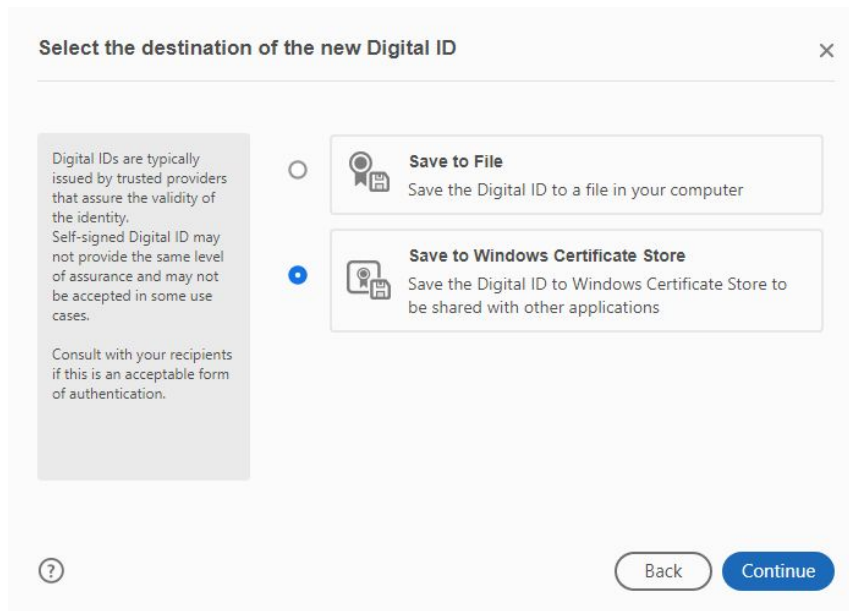 Select the destination of the new Digital ID
Digital IDs are typically
issued by trusted providers
that assure the validity of
the identity.
Self-signed Digital ID may
not provide the same level
of assurance and may not
be accepted in some use
cases.
Consult with your recipients
if this is an acceptable form
of authentication.
Save to File
Save the Digital ID to a file in your computer
Save to Windows Certificate Store
Save the Digital ID to Windows Certificate Store to
be shared with other applications
?
Back
Continue